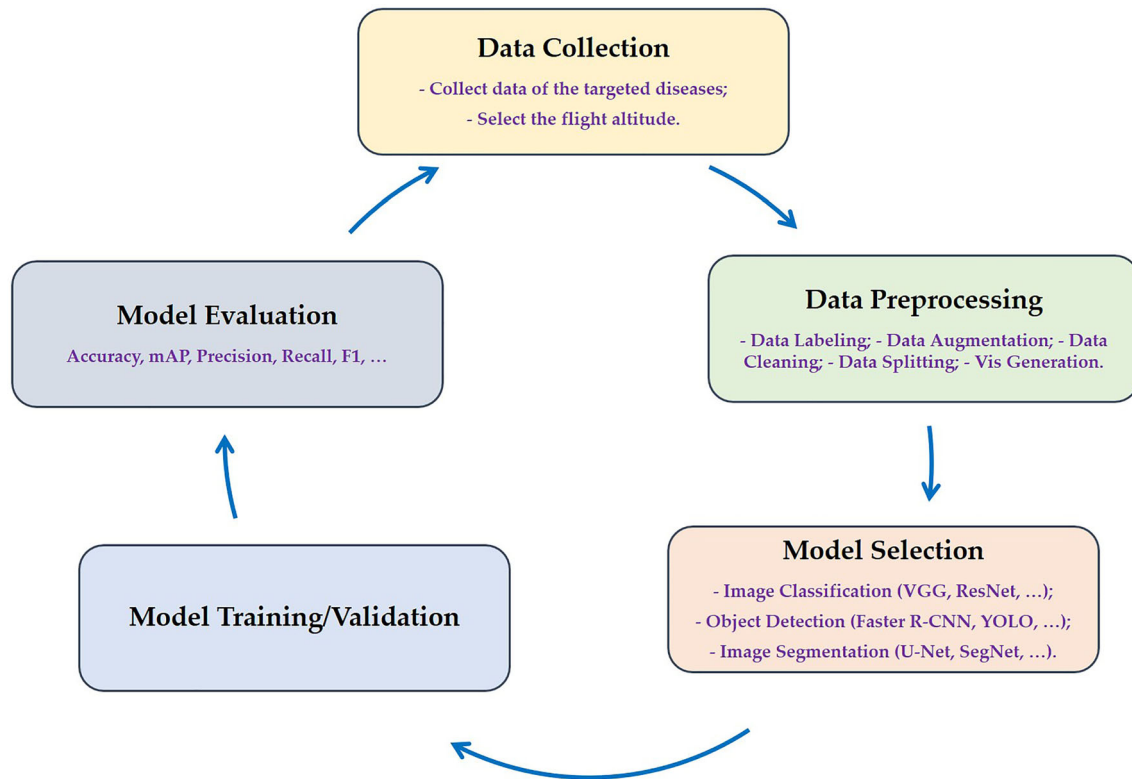 Data Collection
- Collect data of the targeted diseases;
- Select the flight altitude.
Data Preprocessing
- Data Labeling; - Data Augmentation; - Data
Cleaning; - Data Splitting; - Vis Generation.
Model Selection
- Image Classification (VGG, ResNet, …);
- Object Detection (Faster R-CNN, YOLO, …);
- Image Segmentation (U-Net, SegNet, …).
Model Training/Validation
Model Evaluation
Accuracy, mAP, Precision, Recall, F1, …